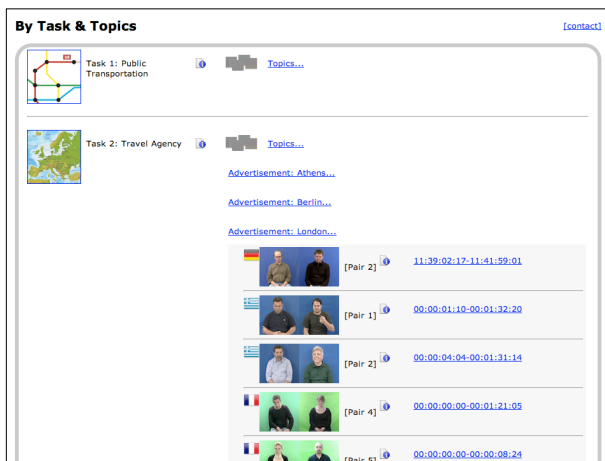 By Task & Topics
[contact]
Task 1: Public
Transportation
Topics...
Task 2: Travel Agency
Topics...
Advertisement: Athens...
Advertisement: Berlin...
Advertisement: London...
[Pair 2]
11:39:02:17-11:41:59:01
[Pair 1]
00:00:01:10-00:01:32:20
[Pair 2]
00:00:04:04-00:01:31:14
[Pair 4]
00:00:00:00-00:01:21:05
[Pair 5]
00:00:00:00-00:00:08:24